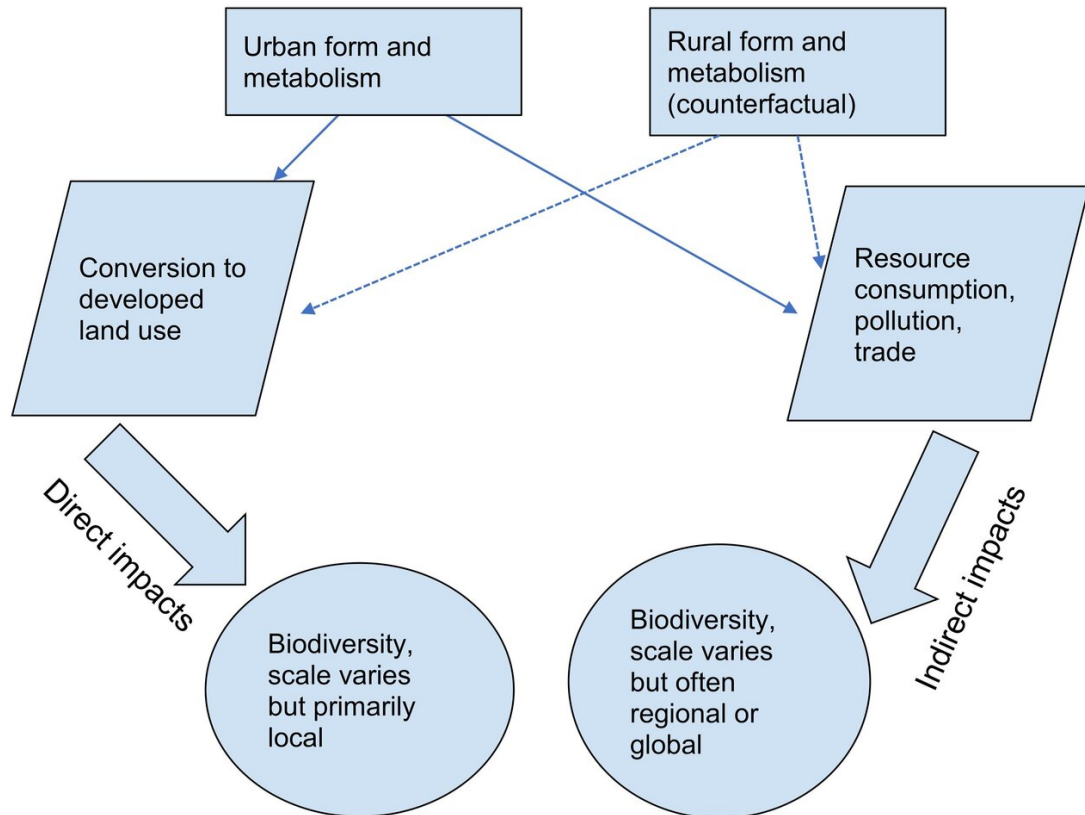 Urban form and
metabolism
Rural form and
metabolism
(counterfactual)
Conversion to
developed
land use
Resource
consumption,
pollution,
trade
Direct impacts
Indirect impacts
Biodiversity,
scale varies
but primarily
local
Biodiversity,
scale varies
but often
regional or
global